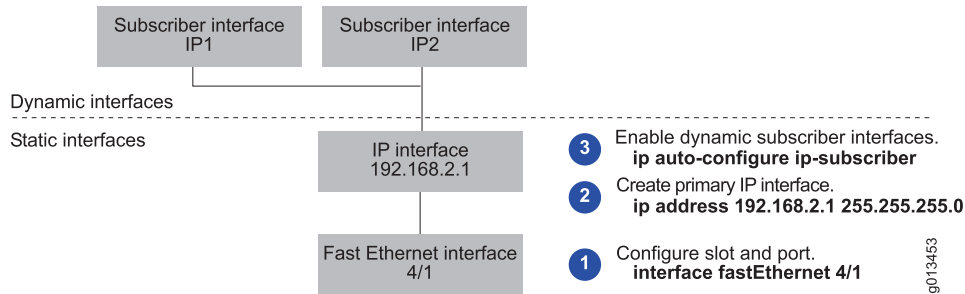 Subscriber interface
IP1
Subscriber interface
IP2
Dynamic interfaces
Static interfaces
IP interface
192.168.2.1
3
Enable dynamic subscriber interfaces.
ip auto-configure ip-subscriber
2
Create primary IP interface.
ip address 192.168.2.1 255.255.255.0
Fast Ethernet interface
4/1
1
Configure slot and port.
interface fastEthernet 4/1
g013453